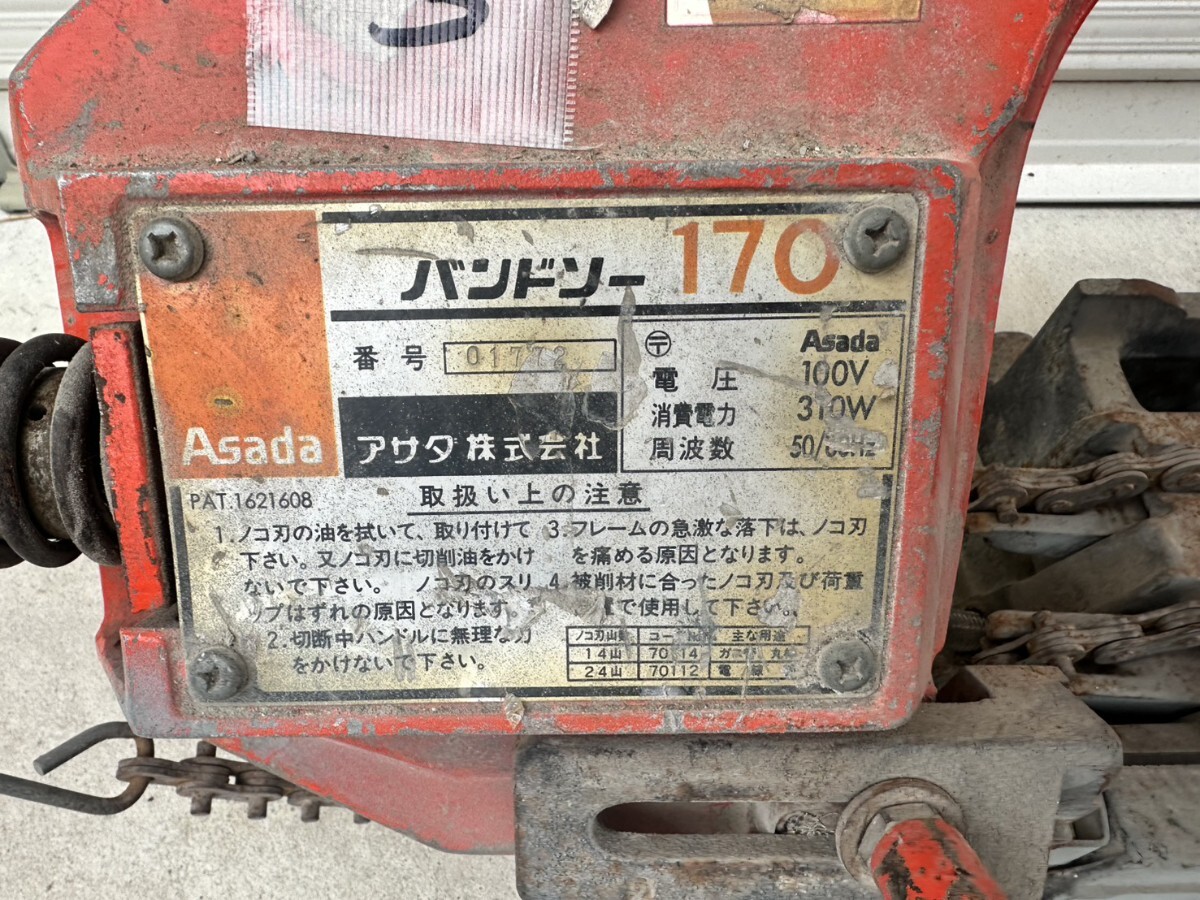 バンドソー 170
番号 01772
Asada
アサダ株式会社
〒 Asada
電圧 100V
消費電力 310W
周波数 50/60Hz
PAT.1621608
取扱い上の注意
1.ノコ刃の油を拭いて、取り付けて
下さい。又ノコ刃に切削油をかけ
ないで下さい。 ノコ刃のスリ
ップはずれの原因となります。
2.切断中ハンドルに無理な力
をかけないで下さい。
3.フレームの急激な落下は、ノコ刃
を痛める原因となります。
4.被削材に合ったノコ刃及び荷重
で使用して下さい。
ノコ刃山数 コード 主な用途
14山
24山 70112